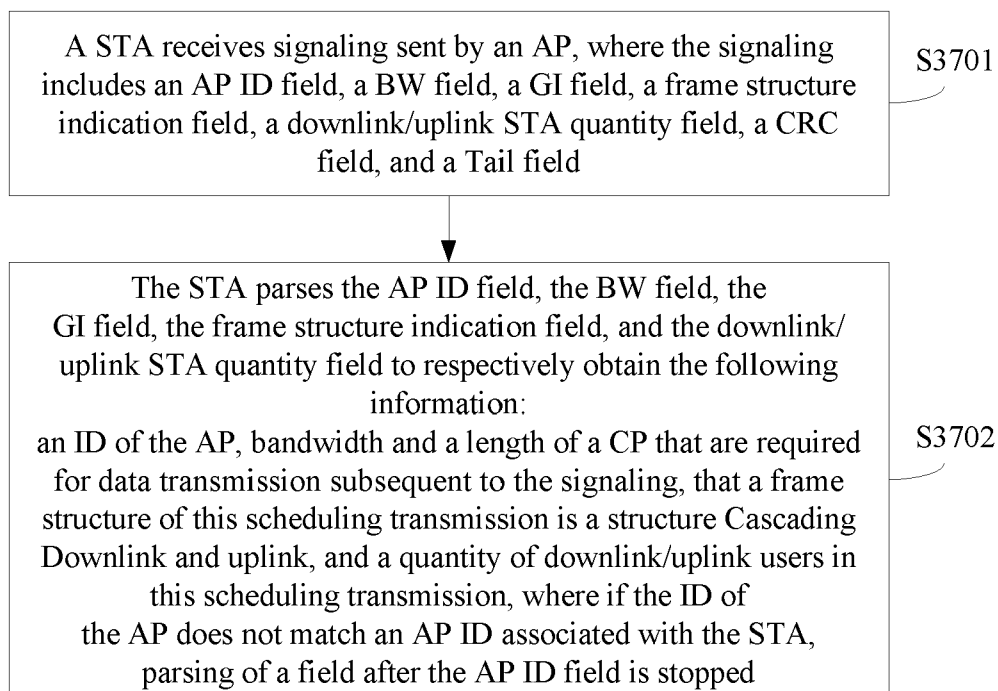 A STA receives signaling sent by an AP, where the signaling
includes an AP ID field, a BW field, a GI field, a frame structure
indication field, a downlink/uplink STA quantity field, a CRC
field, and a Tail field
S3701
The STA parses the AP ID field, the BW field, the
GI field, the frame structure indication field, and the downlink/
uplink STA quantity field to respectively obtain the following
information:
an ID of the AP, bandwidth and a length of a CP that are required
for data transmission subsequent to the signaling, that a frame
structure of this scheduling transmission is a structure Cascading
Downlink and uplink, and a quantity of downlink/uplink users in
this scheduling transmission, where if the ID of
the AP does not match an AP ID associated with the STA,
parsing of a field after the AP ID field is stopped
S3702